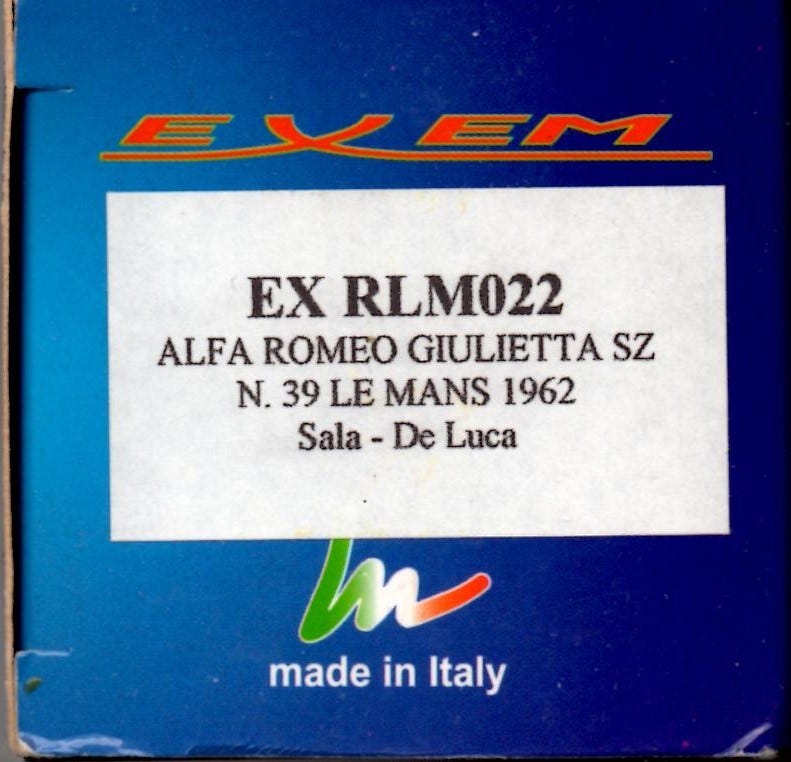 EXEM
EX RLM022
ALFA ROMEO GIULIETTA SZ
N. 39 LE MANS 1962
Sala - De Luca
made in Italy